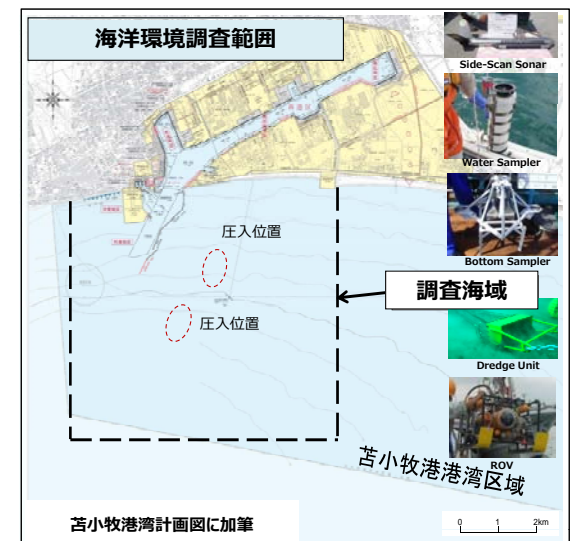 海洋環境調査範囲
Side-Scan Sonar
Water Sampler
Bottom Sampler
圧入位置
調査海域
圧入位置
Dredge Unit
ROV
苫小牧港港湾区域
苫小牧港湾計画図に加筆
0 1 2km